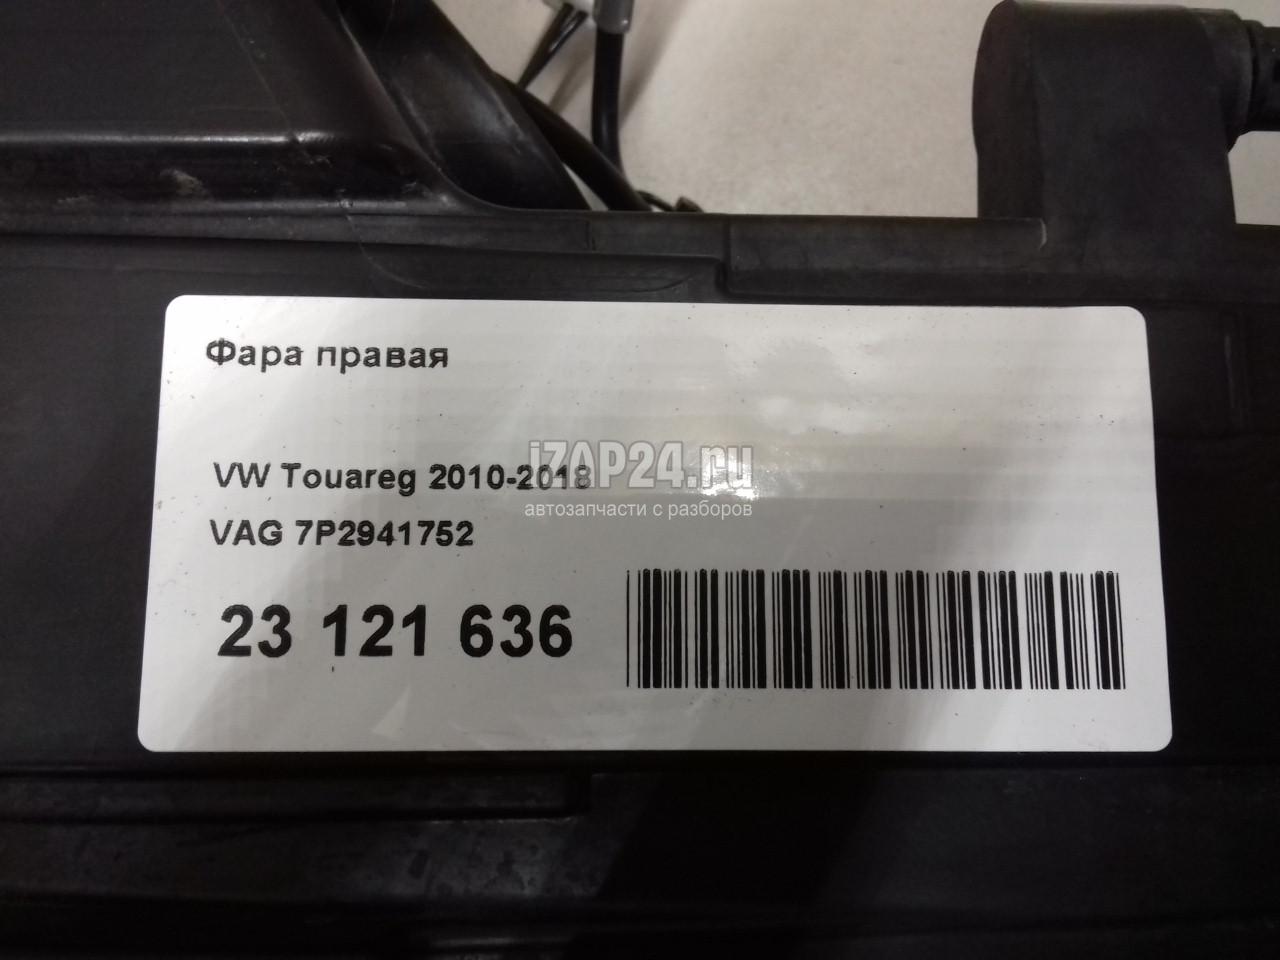 Фара правая
iZAP24.ru
VW Touareg 2010-2018
автозапчасти с разборов
VAG 7P2941752
23 121 636